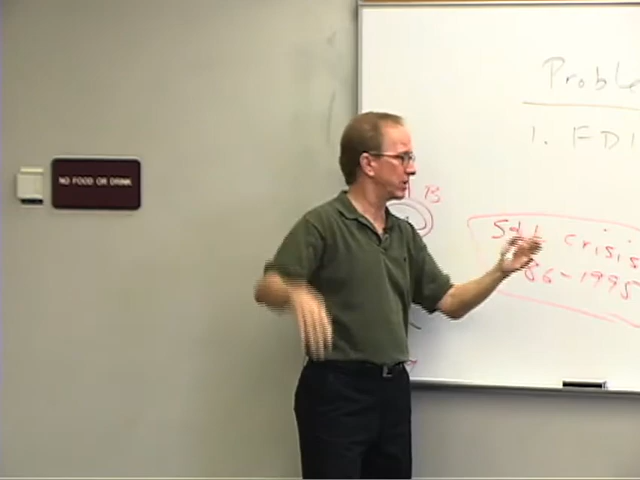 NO FOOD OR DRINK
Proble
1. FDI
B
S&L crisis
86-1995